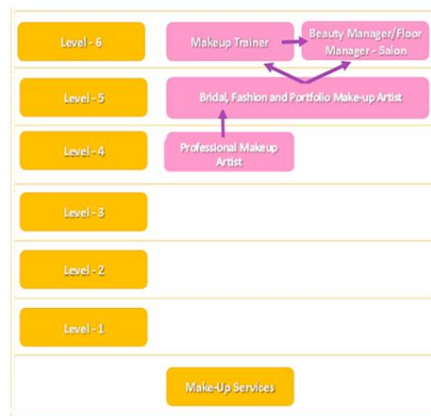 Level - 6
Makeup Trainer
Beauty Manager/Floor
Manager - Salon
Level - 5
Bridal, Fashion and Portfolio Make-up Artist
Level - 4
Professional Makeup
Artist
Level - 3
Level - 2
Level - 1
Make-Up Services